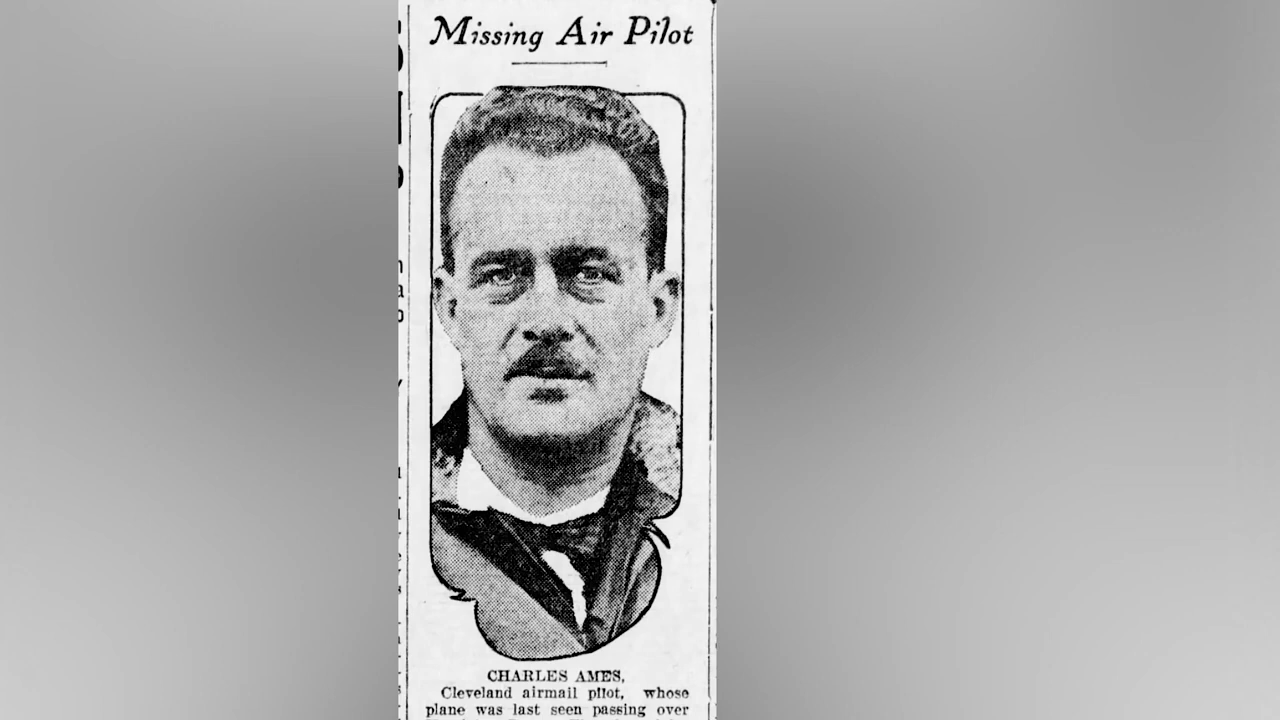 Missing Air Pilot
CHARLES AMES,
Cleveland airmail pilot, whose
plane was last seen passing over